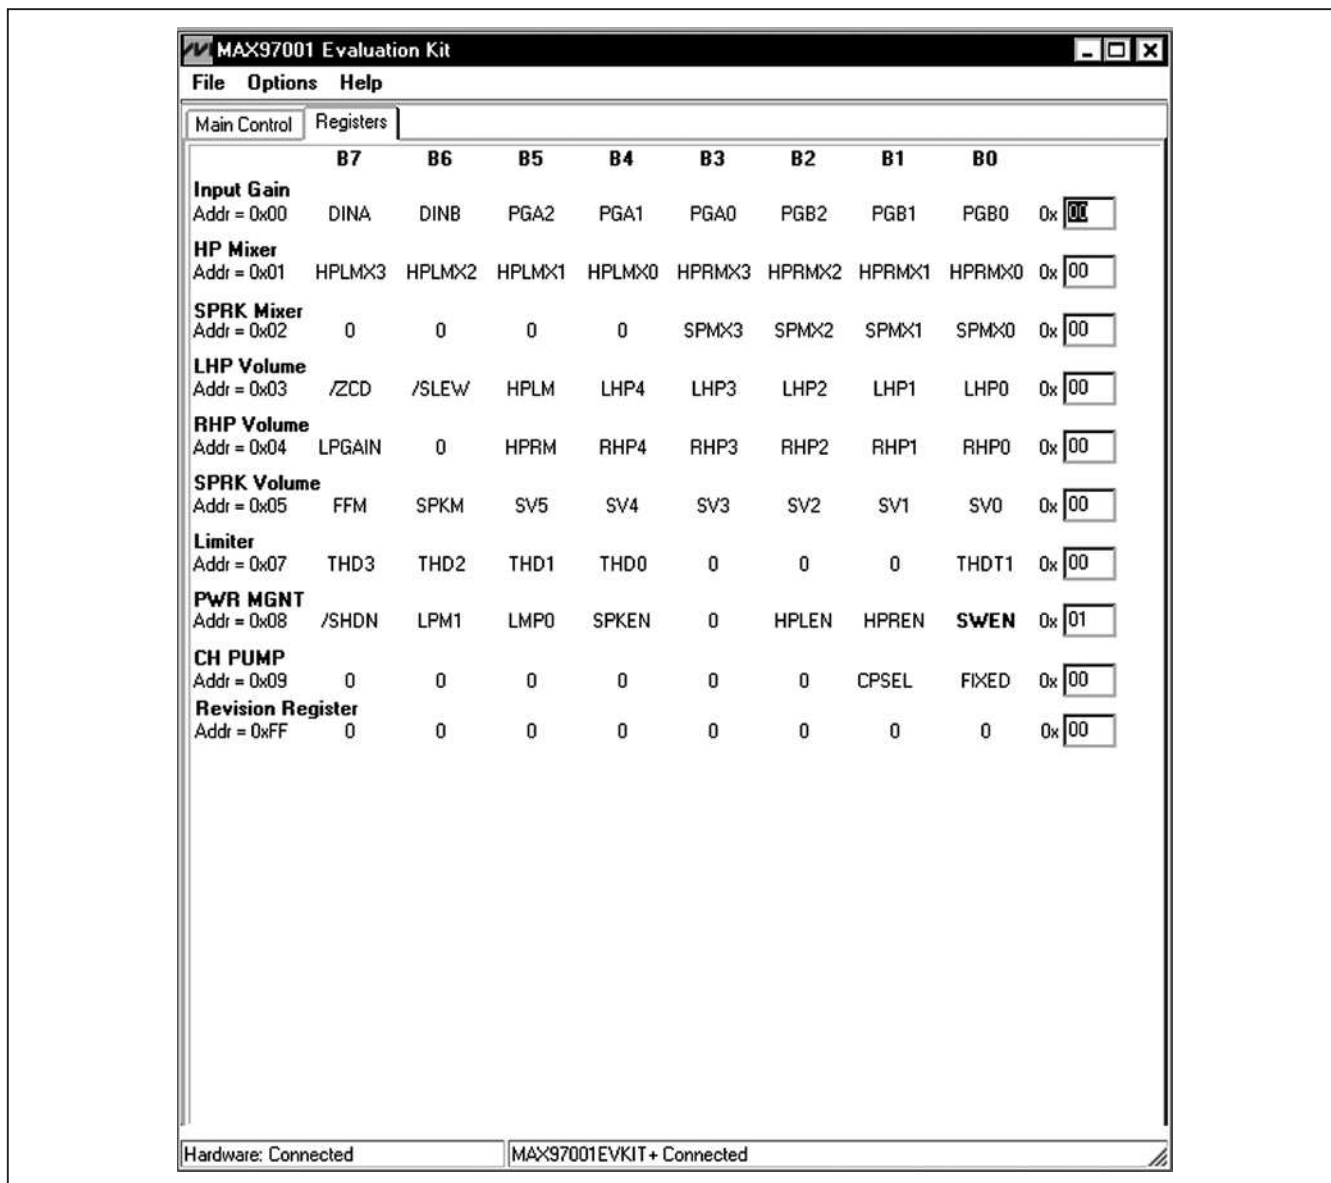 MAX97001 Evaluation Kit
File Options Help
Main Control Registers
B7 B6 B5 B4 B3 B2 B1 B0
Input Gain
Addr = 0x00 DINA DINB PGA2 PGA1 PGA0 PGB2 PGB1 PGB0 0x 00
HP Mixer
Addr = 0x01 HPLMX3 HPLMX2 HPLMX1 HPLMX0 HPRMX3 HPRMX2 HPRMX1 HPRMX0 0x 00
SPRK Mixer
Addr = 0x02 0 0 0 0 SPMX3 SPMX2 SPMX1 SPMX0 0x 00
LHP Volume
Addr = 0x03 /ZCD /SLEW HPLM LHP4 LHP3 LHP2 LHP1 LHP0 0x 00
RHP Volume
Addr = 0x04 LPGAIN 0 HPRM RHP4 RHP3 RHP2 RHP1 RHP0 0x 00
SPRK Volume
Addr = 0x05 FFM SPKM SV5 SV4 SV3 SV2 SV1 SV0 0x 00
Limiter
Addr = 0x07 THD3 THD2 THD1 THD0 0 0 0 THDT1 0x 00
PWR MGNT
Addr = 0x08 /SHDN LPM1 LMP0 SPKEN 0 HPLEN HPREN SWEN 0x 01
CH PUMP
Addr = 0x09 0 0 0 0 0 0 CPSEL FIXED 0x 00
Revision Register
Addr = 0xFF 0 0 0 0 0 0 0 0 0x 00
Hardware: Connected MAX97001EVKIT+ Connected